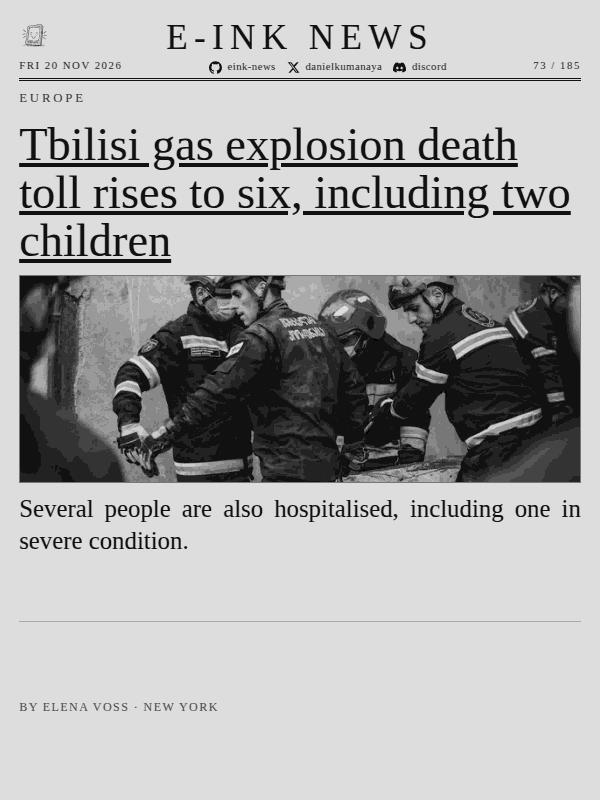 E-INK NEWS
FRI 20 NOV 2026
eink-news danielkumanaya discord
73 / 185
EUROPE
Tbilisi gas explosion death
toll rises to six, including two
children
Several people are also hospitalised, including one in
severe condition.
BY ELENA VOSS · NEW YORK